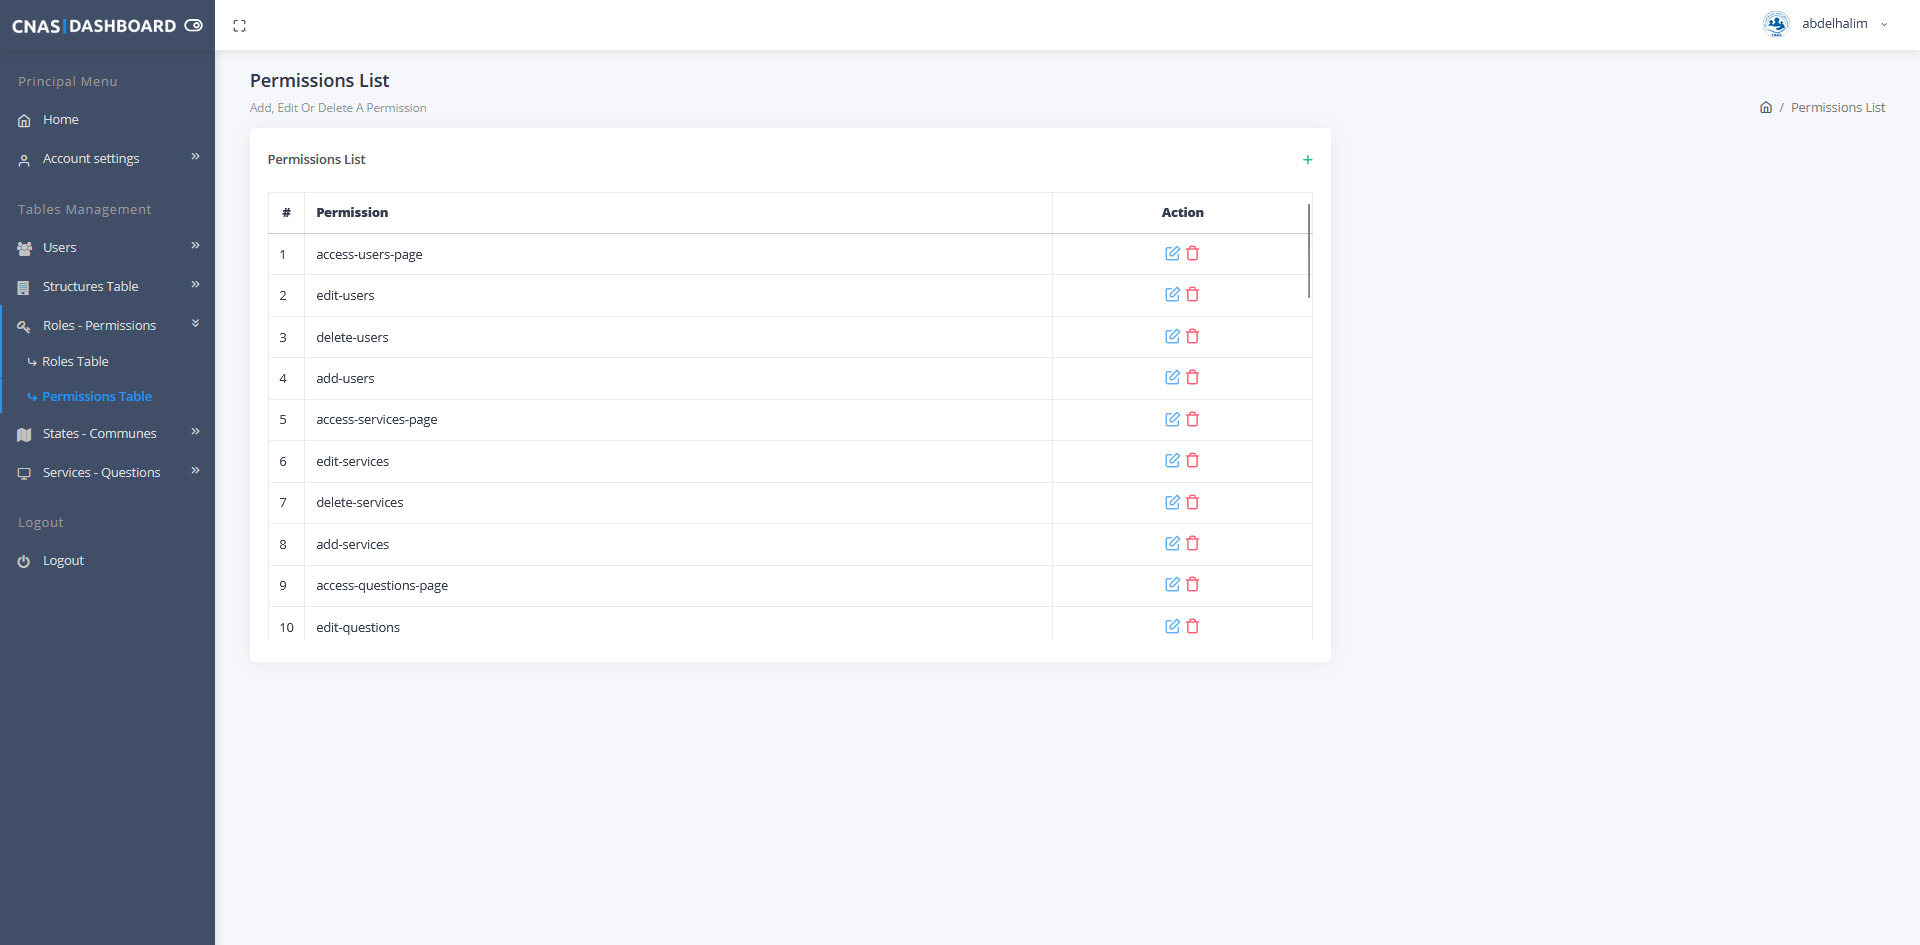 CNAS|DASHBOARD
abdelhalim
Principal Menu
Home
Account settings
Tables Management
Users
Structures Table
Roles - Permissions
Roles Table
Permissions Table
States - Communes
Services - Questions
Logout
Logout
Permissions List
Add, Edit Or Delete A Permission
/ Permissions List
Permissions List
+
# Permission Action
1 access-users-page
2 edit-users
3 delete-users
4 add-users
5 access-services-page
6 edit-services
7 delete-services
8 add-services
9 access-questions-page
10 edit-questions